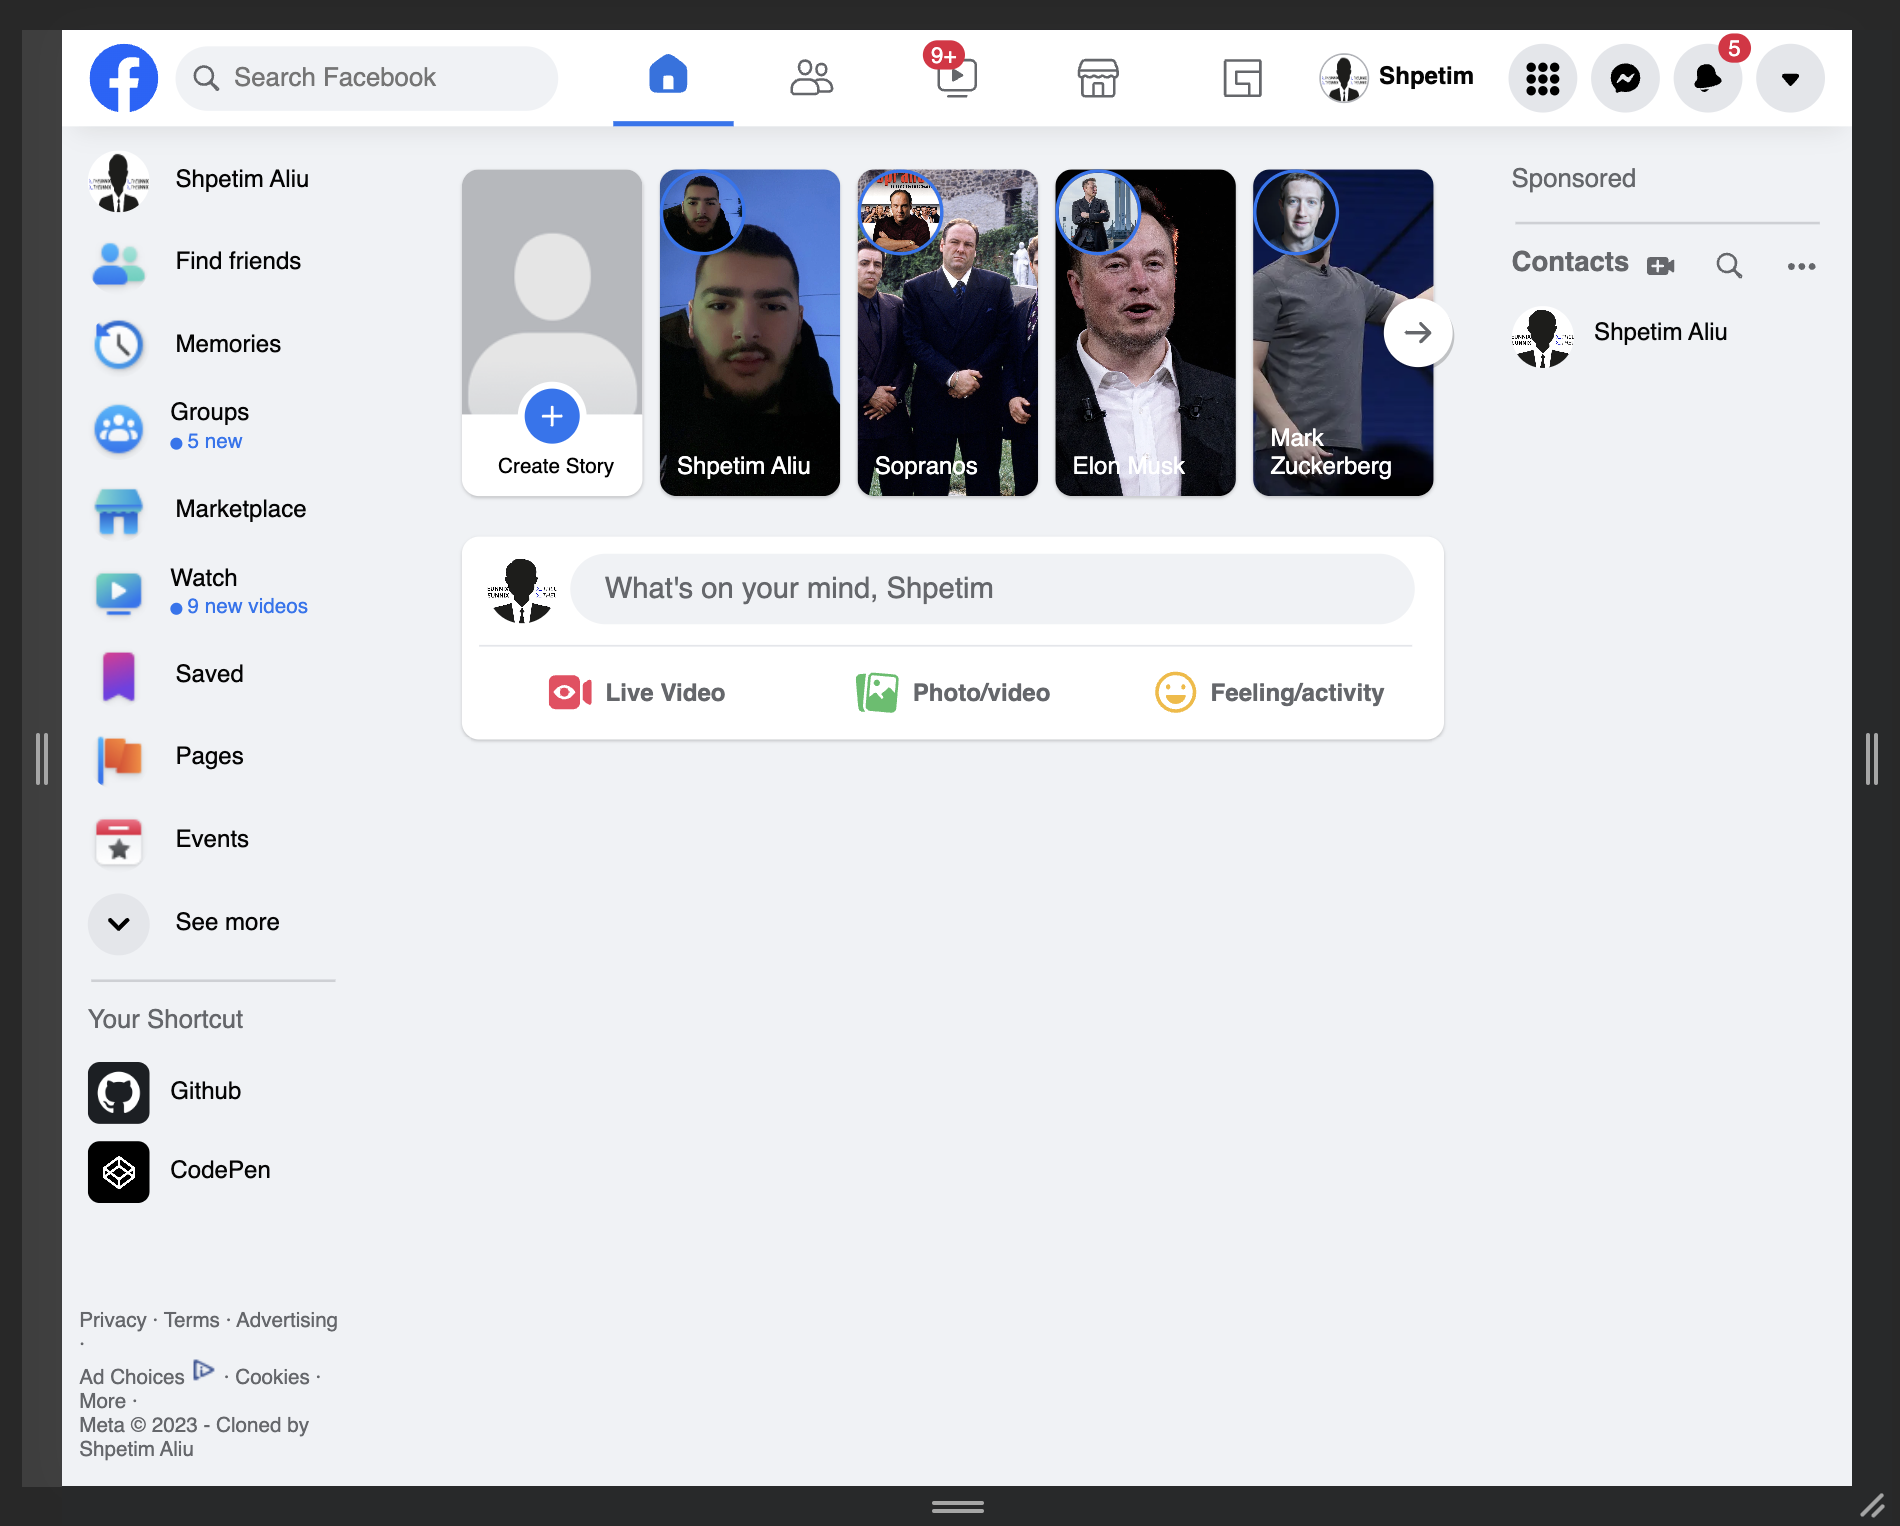 Search Facebook
9+
Shpetim
5
Shpetim Aliu
Find friends
Memories
Groups
5 new
Marketplace
Watch
9 new videos
Saved
Pages
Events
See more
Your Shortcut
Github
CodePen
Privacy · Terms · Advertising
·
Ad Choices · Cookies ·
More ·
Meta © 2023 - Cloned by
Shpetim Aliu
Create Story
Shpetim Aliu
Sopranos
Elon Musk
Mark
Zuckerberg
What's on your mind, Shpetim
Live Video
Photo/video
Feeling/activity
Sponsored
Contacts
Shpetim Aliu